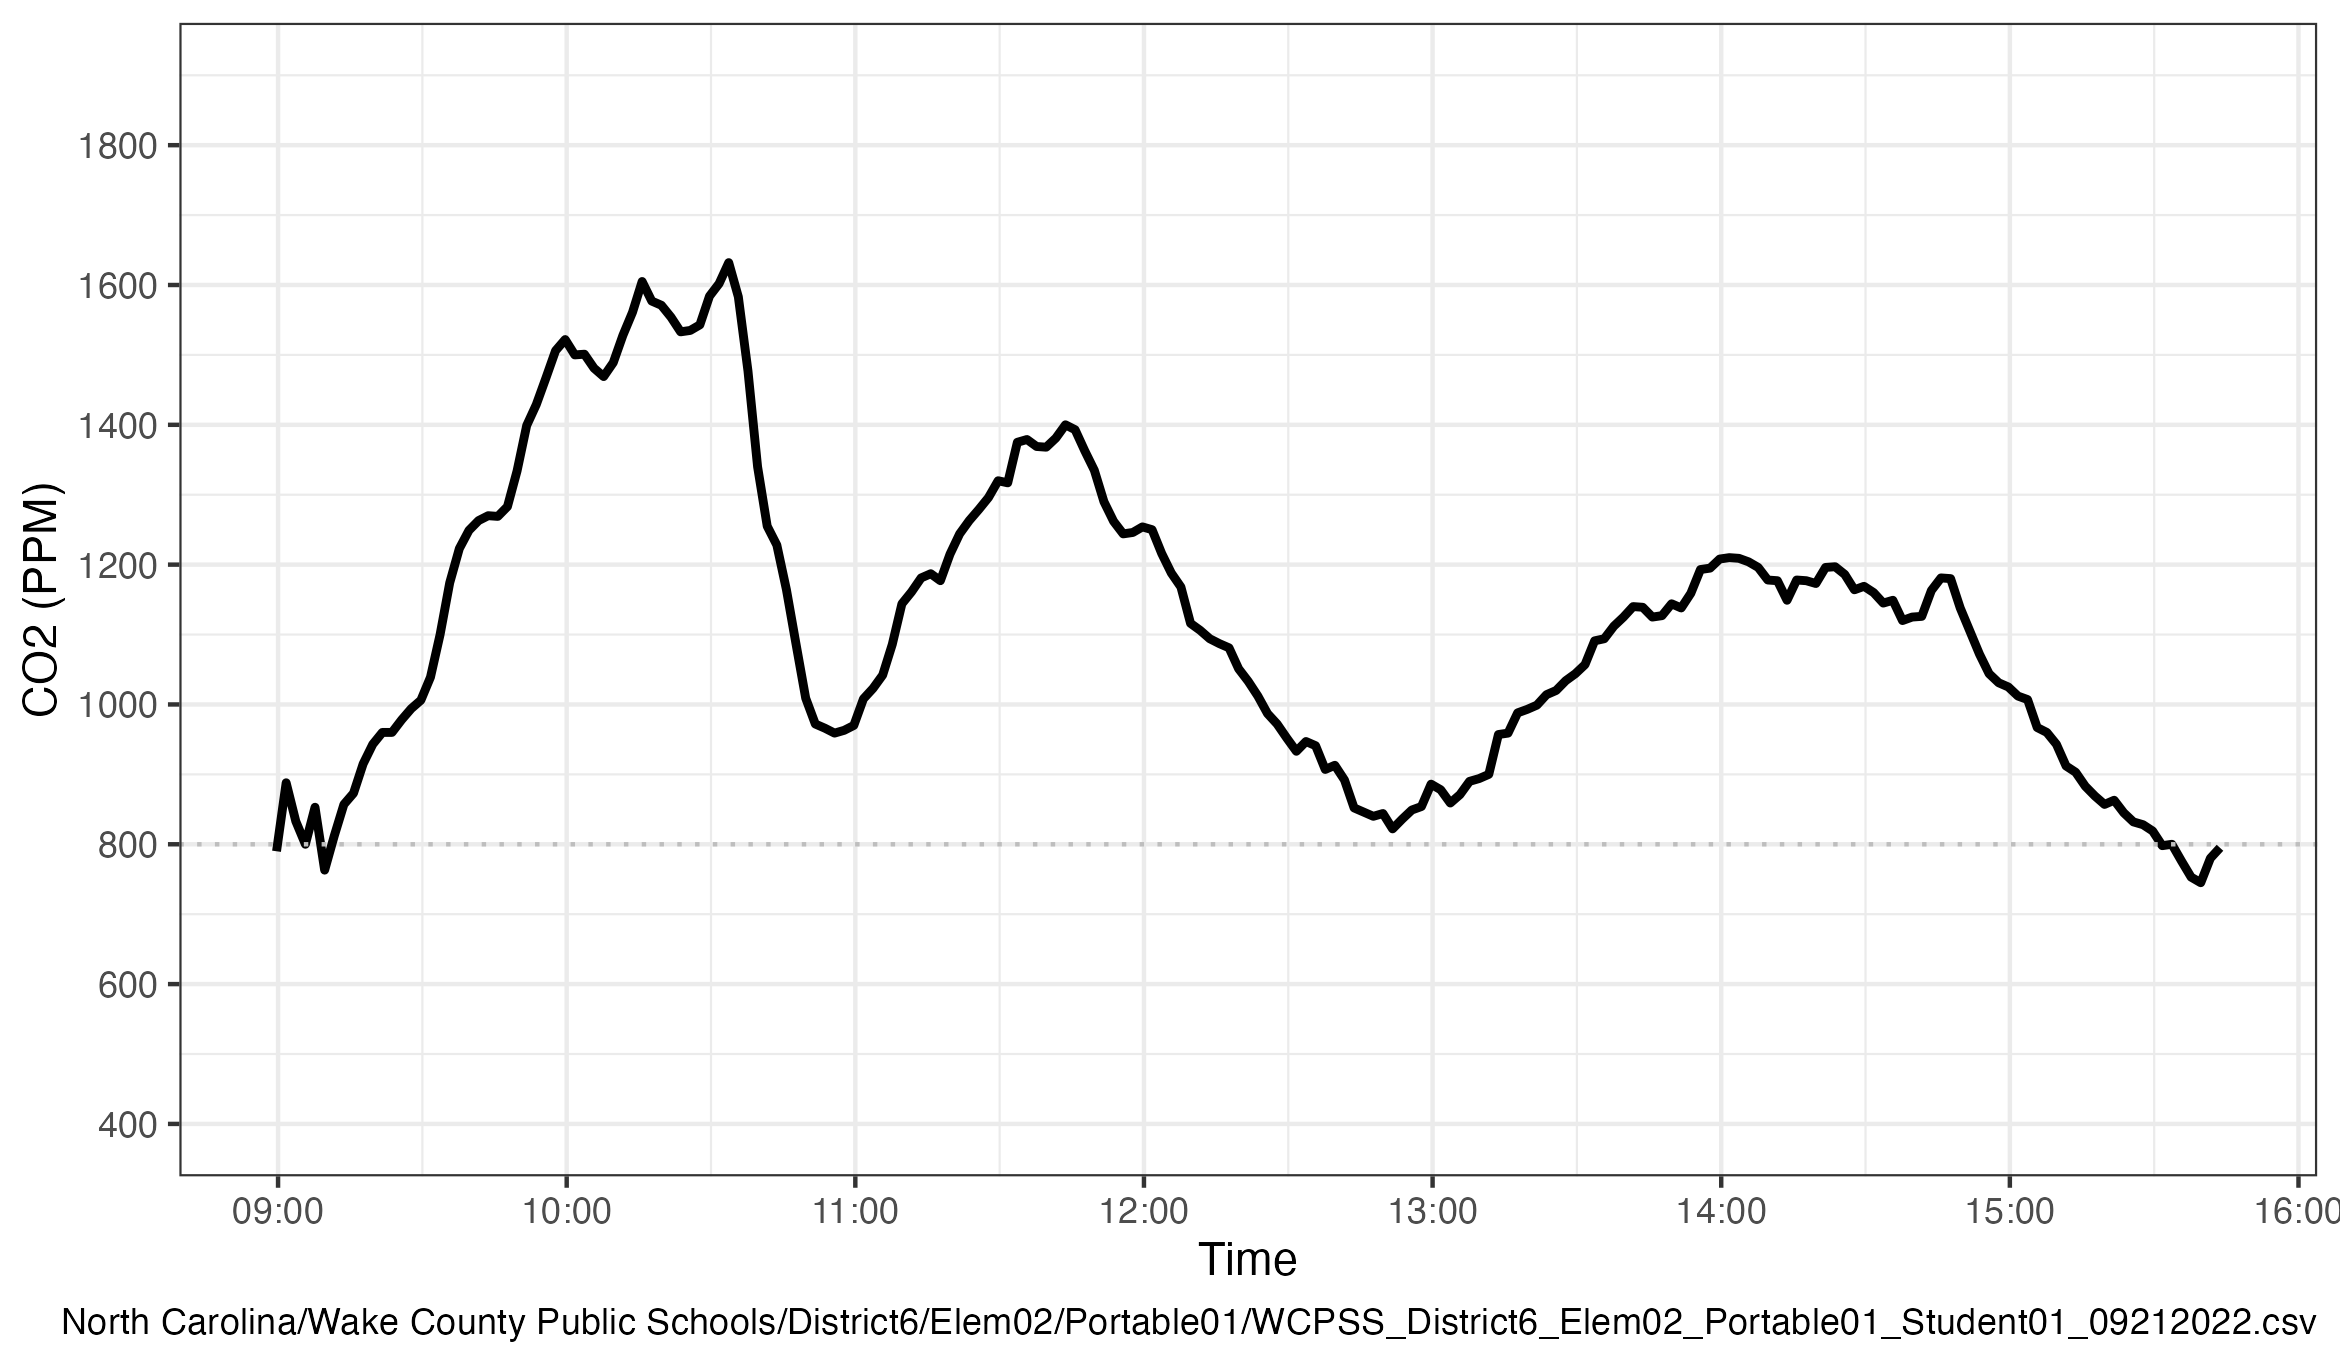 CO2 (PPM)
1800
1600
1400
1200
1000
800
600
400
09:00 10:00 11:00 12:00 13:00 14:00 15:00 16:00
Time
North Carolina/Wake County Public Schools/District6/Elem02/Portable01/WCPSS_District6_Elem02_Portable01_Student01_09212022.csv